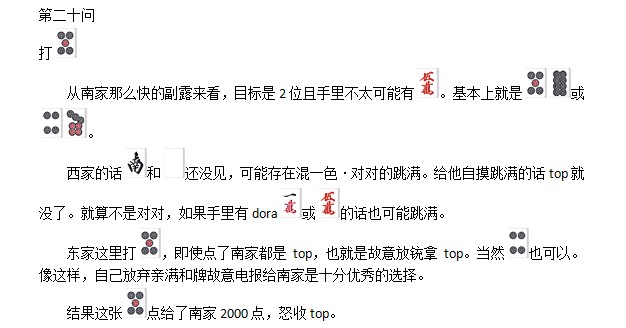 第二十问
打
从南家那么快的副露来看，目标是 2 位且手里不太可能有 。基本上就是 或
。
西家的话 南 和 还没见，可能存在混一色·对对的跳满。给他自摸跳满的话 top 就
没了。就算不是对对，如果手里有 dora 一萬 或 的话也可能跳满。
东家这里打 ，即使点了南家都是 top，也就是故意放铳拿 top。当然 也可以。
像这样，自己放弃亲满和牌故意电报给南家是十分优秀的选择。
结果这张 点给了南家 2000 点，怒收 top。